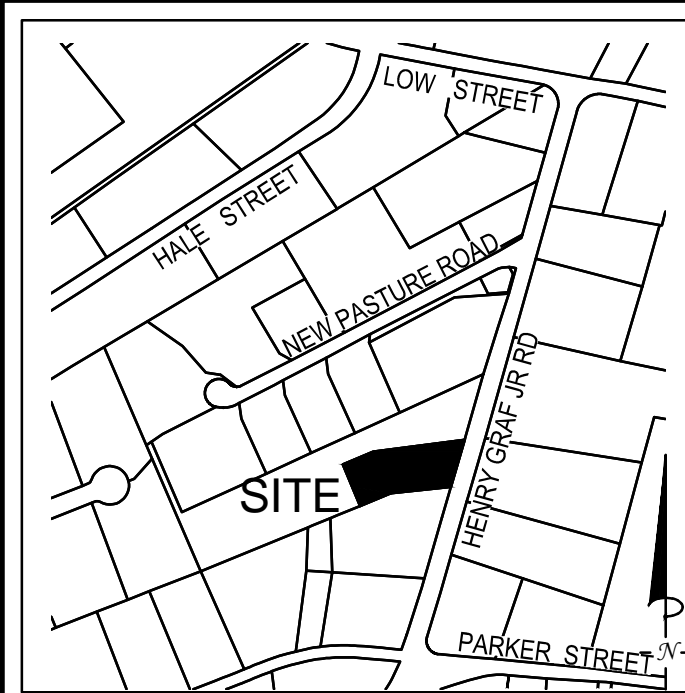 LOW STREET
HALE STREET
NEW PASTURE ROAD
HENRY GRAF JR RD
SITE
PARKER STREET
-N-